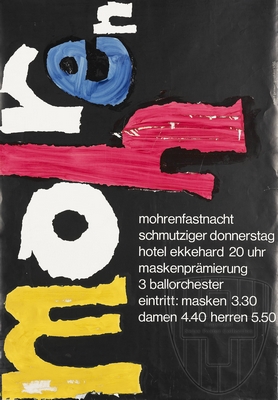 mohren
mohrenfastnacht
schmutziger donnerstag
hotel ekkehard 20 uhr
maskenprämierung
3 ballorchester
eintritt: masken 3.30
damen 4.40 herren 5.50